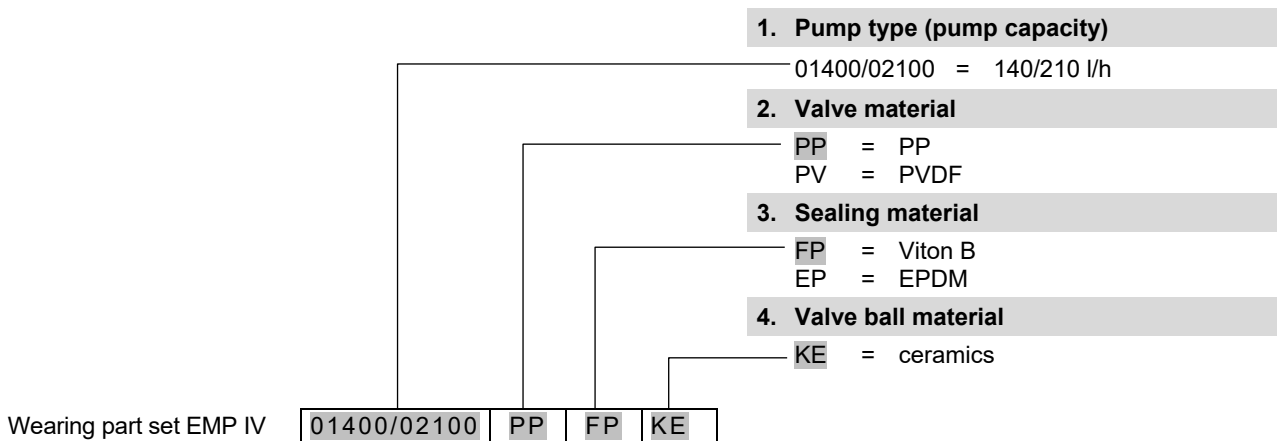 1. Pump type (pump capacity)
01400/02100 = 140/210 l/h
2. Valve material
PP = PP
PV = PVDF
3. Sealing material
FP = Viton B
EP = EPDM
4. Valve ball material
KE = ceramics
Wearing part set EMP IV 01400/02100 PP FP KE